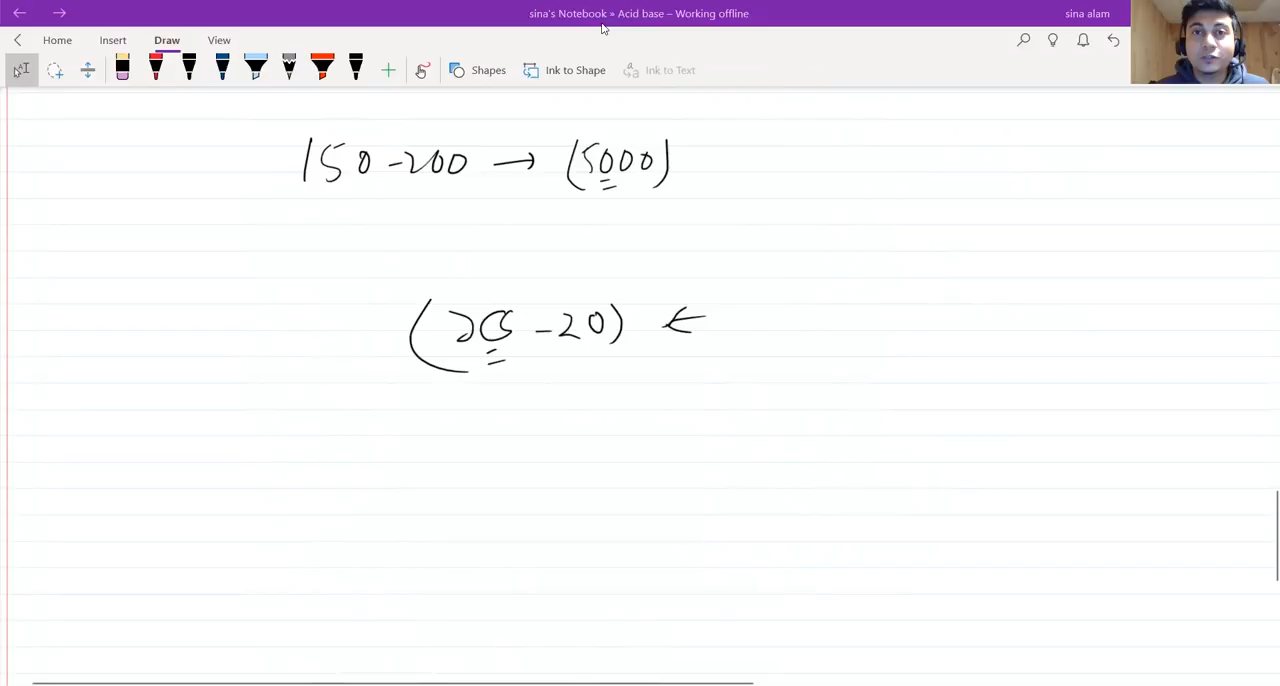 sina's Notebook » Acid base – Working offline
sina alam
Home Insert Draw View
Shapes Ink to Shape Ink to Text
150-200 → (5000)
-20) ←